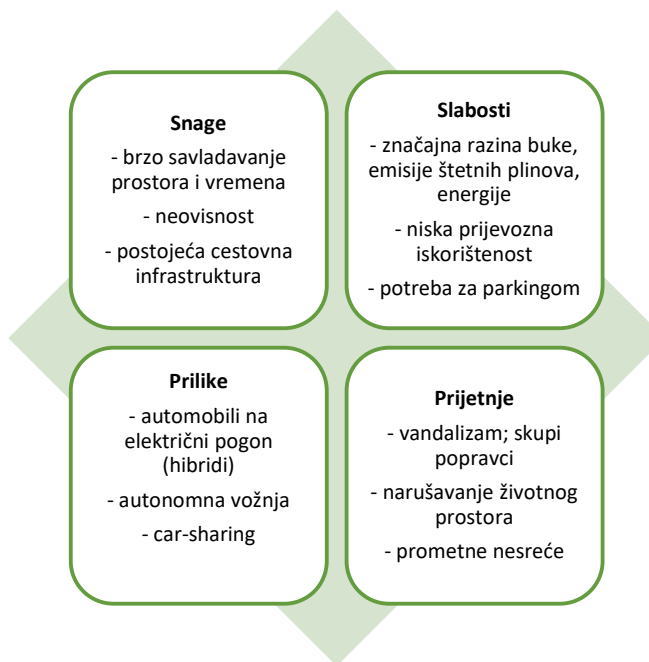 Snage
- brzo savladavanje
prostora i vremena
- neovisnost
- postojeća cestovna
infrastruktura
Slabosti
- značajna razina buke,
emisije štetnih plinova,
energije
- niska prijevozna
iskorištenost
- potreba za parkingom
Prilike
- automobili na
električni pogon
(hibridi)
- autonomna vožnja
- car-sharing
Prijetnje
- vandalizam; skupi
popravci
- narušavanje životnog
prostora
- prometne nesreće